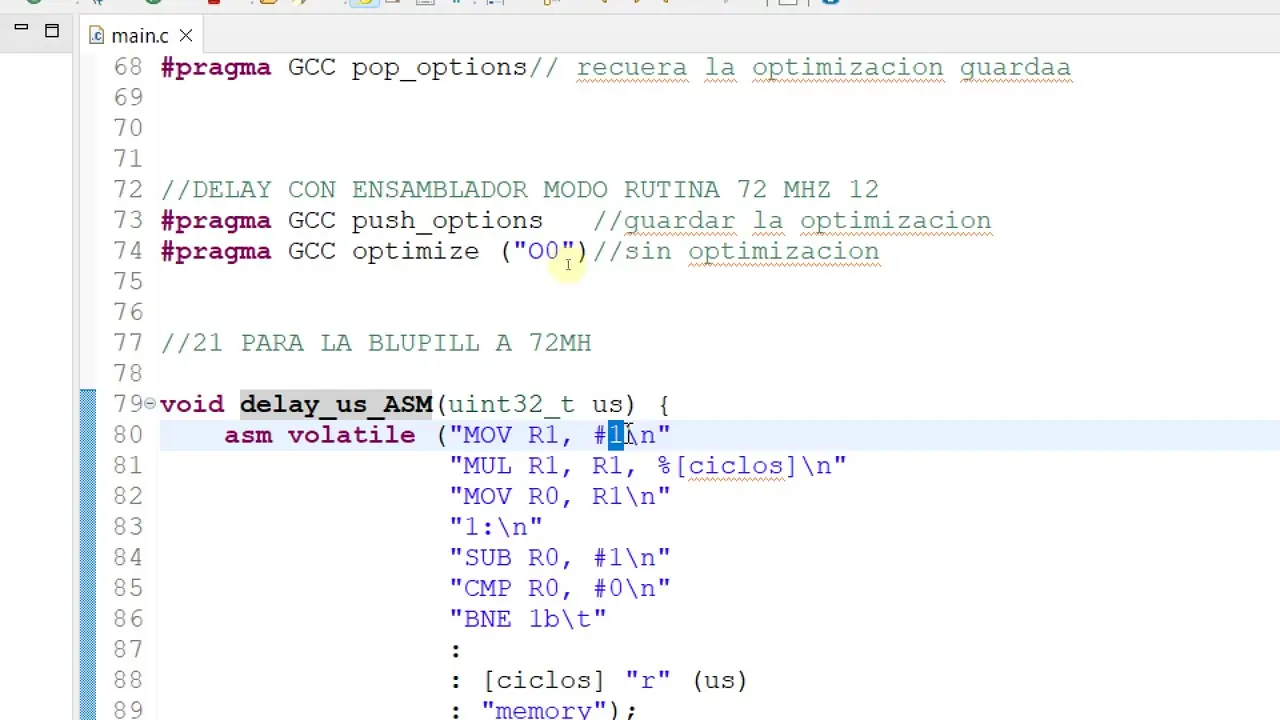 main.c
68 #pragma GCC pop_options// recuera la optimizacion guardaa
69
70
71
72 //DELAY CON ENSAMBLADOR MODO RUTINA 72 MHZ 12
73 #pragma GCC push_options //guardar la optimizacion
74 #pragma GCC optimize ("O0")//sin optimizacion
75
76
77 //21 PARA LA BLUPILL A 72MH
78
79 void delay_us_ASM(uint32_t us) {
80 asm volatile ("MOV R1, #1\n"
81 "MUL R1, R1, %[ciclos]\n"
82 "MOV R0, R1\n"
83 "1:\n"
84 "SUB R0, #1\n"
85 "CMP R0, #0\n"
86 "BNE 1b\t"
87 :
88 : [ciclos] "r" (us)
89 : "memory");